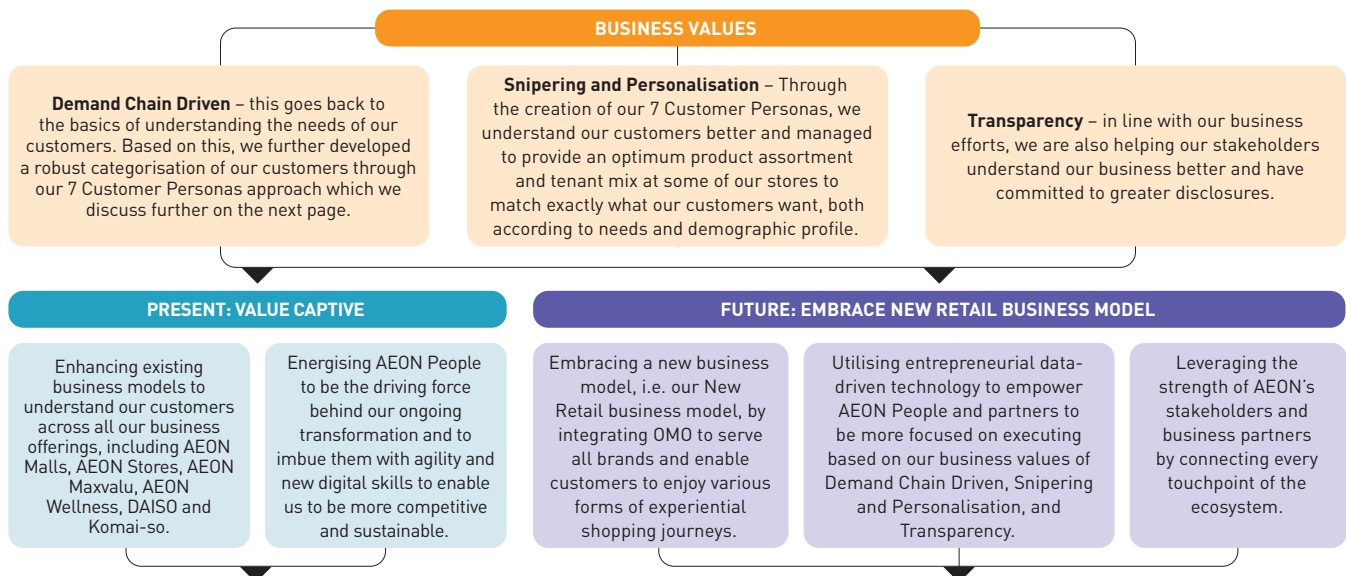 BUSINESS VALUES
Demand Chain Driven – this goes back to
the basics of understanding the needs of our
customers. Based on this, we further developed
a robust categorisation of our customers through
our 7 Customer Personas approach which we
discuss further on the next page.
Snipering and Personalisation – Through
the creation of our 7 Customer Personas, we
understand our customers better and managed
to provide an optimum product assortment
and tenant mix at some of our stores to
match exactly what our customers want, both
according to needs and demographic profile.
Transparency – in line with our business
efforts, we are also helping our stakeholders
understand our business better and have
committed to greater disclosures.
PRESENT: VALUE CAPTIVE
Enhancing existing
business models to
understand our customers
across all our business
offerings, including AEON
Malls, AEON Stores, AEON
Maxvalu, AEON
Wellness, DAISO and
Komai-so.
Energising AEON People
to be the driving force
behind our ongoing
transformation and to
imbue them with agility and
new digital skills to enable
us to be more competitive
and sustainable.
FUTURE: EMBRACE NEW RETAIL BUSINESS MODEL
Embracing a new business
model, i.e. our New
Retail business model, by
integrating OMO to serve
all brands and enable
customers to enjoy various
forms of experiential
shopping journeys.
Utilising entrepreneurial data-
driven technology to empower
AEON People and partners to
be more focused on executing
based on our business values of
Demand Chain Driven, Snipering
and Personalisation, and
Transparency.
Leveraging the
strength of AEON's
stakeholders and
business partners
by connecting every
touchpoint of the
ecosystem.